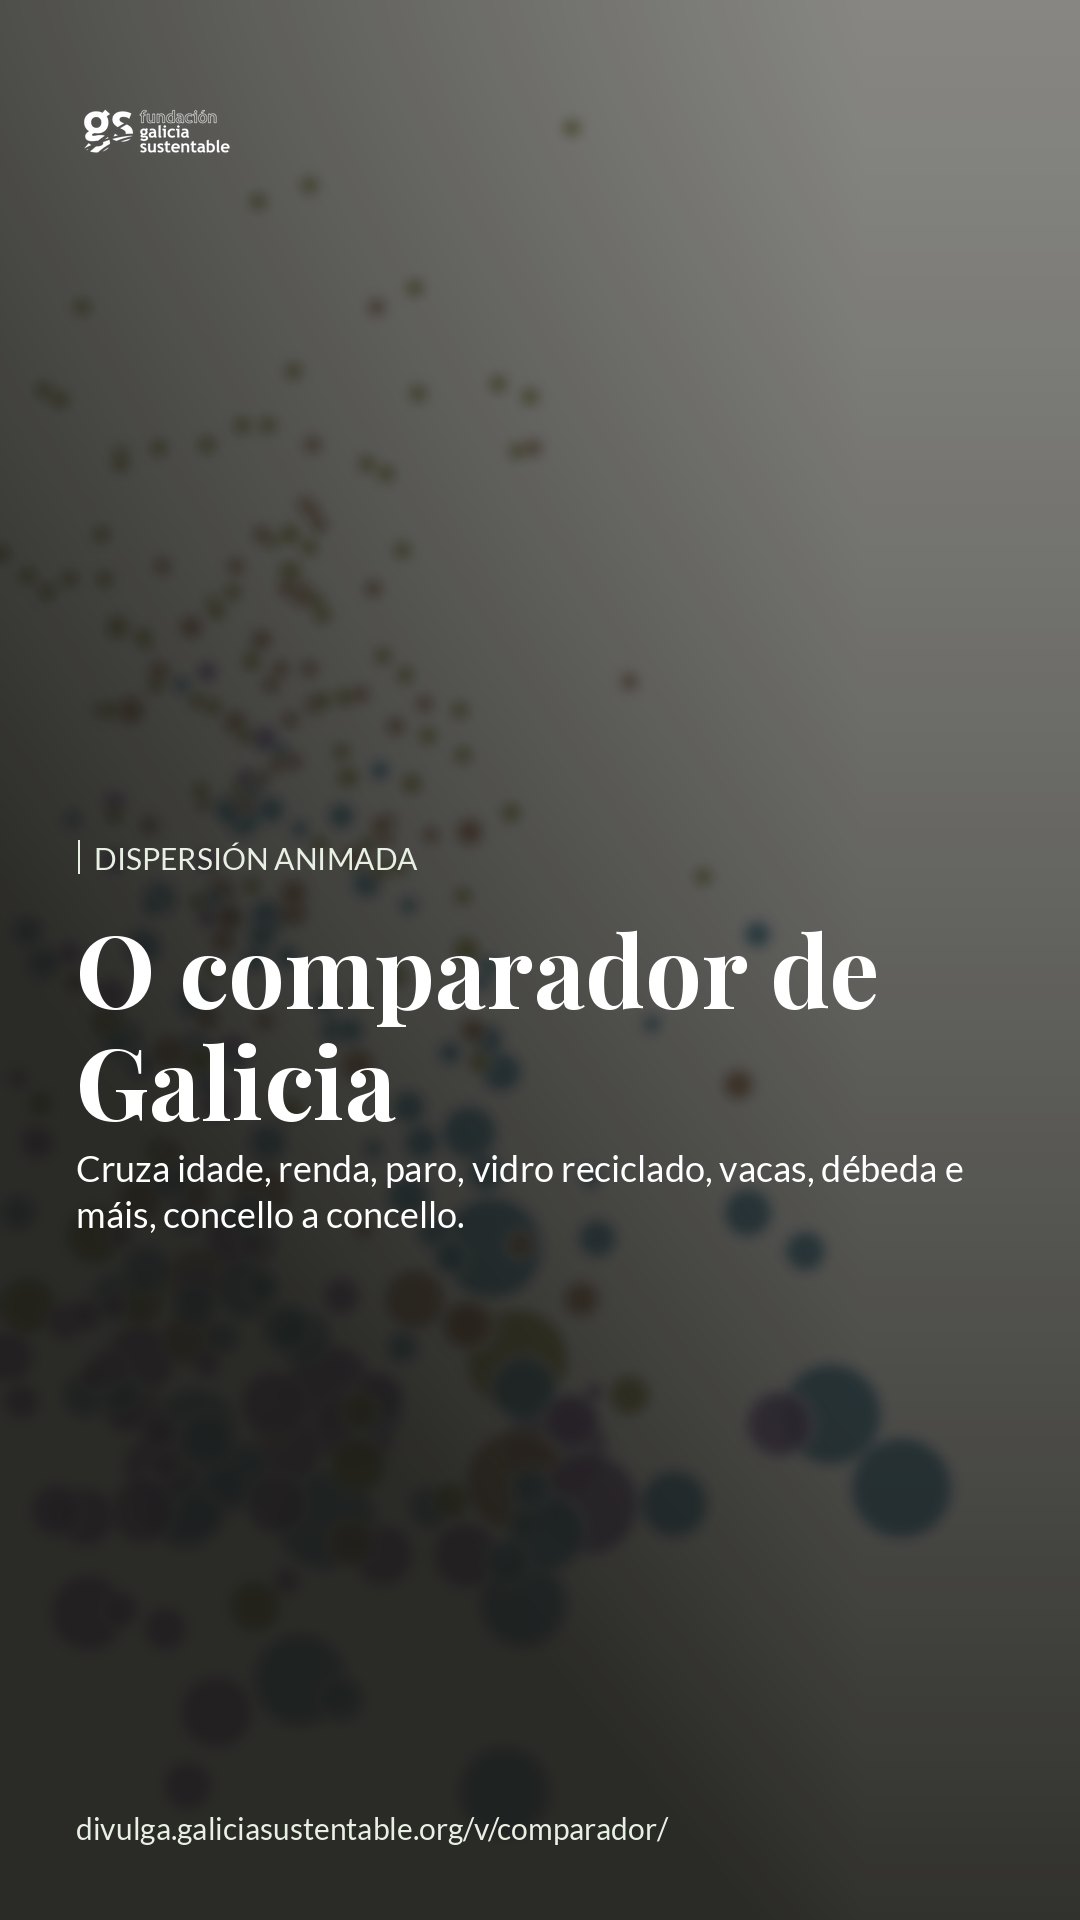 fundación
galicia
sustentable
DISPERSIÓN ANIMADA
O comparador de
Galicia
Cruza idade, renda, paro, vidro reciclado, vacas, débeda e
máis, concello a concello.
divulga.galiciasustentable.org/v/comparador/